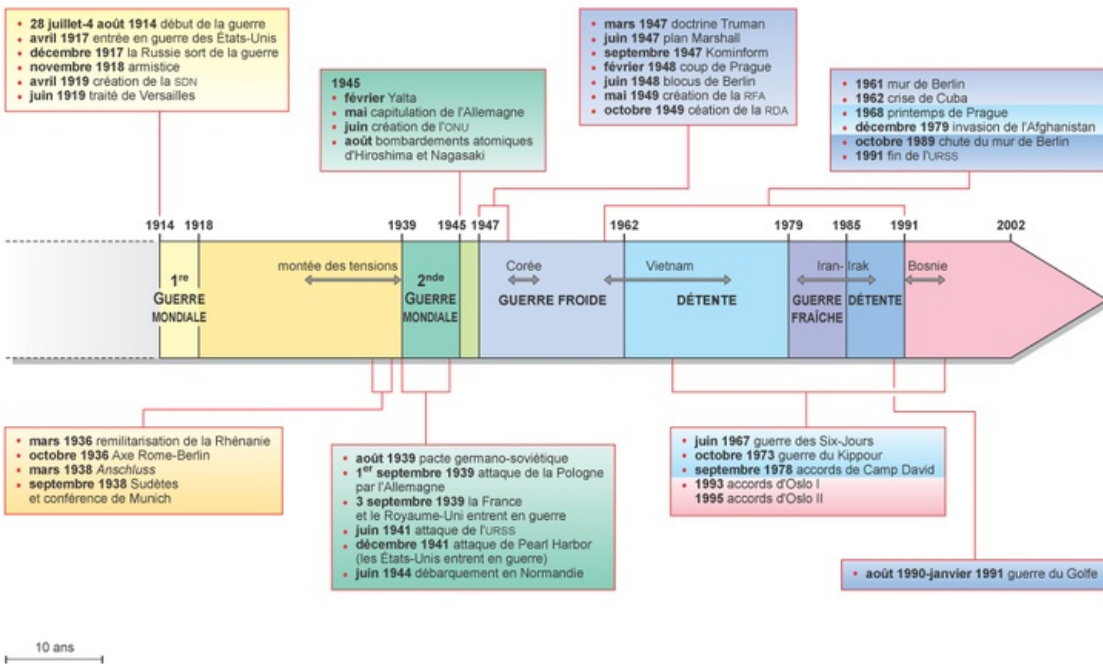 • 28 juillet-4 août 1914 début de la guerre
• avril 1917 entrée en guerre des États-Unis
• décembre 1917 la Russie sort de la guerre
• novembre 1918 armistice
• avril 1919 création de la SDN
• juin 1919 traité de Versailles
1945
• février Yalta
• mai capitulation de l'Allemagne
• juin création de l'ONU
• août bombardements atomiques
d'Hiroshima et Nagasaki
• mars 1947 doctrine Truman
• juin 1947 plan Marshall
• septembre 1947 Kominform
• février 1948 coup de Prague
• juin 1948 blocus de Berlin
• mai 1949 création de la RFA
• octobre 1949 céation de la RDA
• 1961 mur de Berlin
• 1962 crise de Cuba
• 1968 printemps de Prague
• décembre 1979 invasion de l'Afghanistan
• octobre 1989 chute du mur de Berlin
• 1991 fin de l'URSS
1914 1918 1939 1945 1947 1962 1979 1985 1991 2002
montée des tensions
Corée
Vietnam
Iran-Irak
Bosnie
1re
GUERRE
MONDIALE
2nde
GUERRE
MONDIALE
GUERRE FROIDE
DÉTENTE
GUERRE
FRAÎCHE
DÉTENTE
• mars 1936 remilitarisation de la Rhénanie
• octobre 1936 Axe Rome-Berlin
• mars 1938 Anschluss
• septembre 1938 Sudètes
et conférence de Munich
• août 1939 pacte germano-soviétique
• 1er septembre 1939 attaque de la Pologne
par l'Allemagne
• 3 septembre 1939 la France
et le Royaume-Uni entrent en guerre
• juin 1941 attaque de l'URSS
• décembre 1941 attaque de Pearl Harbor
(les États-Unis entrent en guerre)
• juin 1944 débarquement en Normandie
• juin 1967 guerre des Six-Jours
• octobre 1973 guerre du Kippour
• septembre 1978 accords de Camp David
• 1993 accords d'Oslo I
1995 accords d'Oslo II
• août 1990-janvier 1991 guerre du Golfe
10 ans